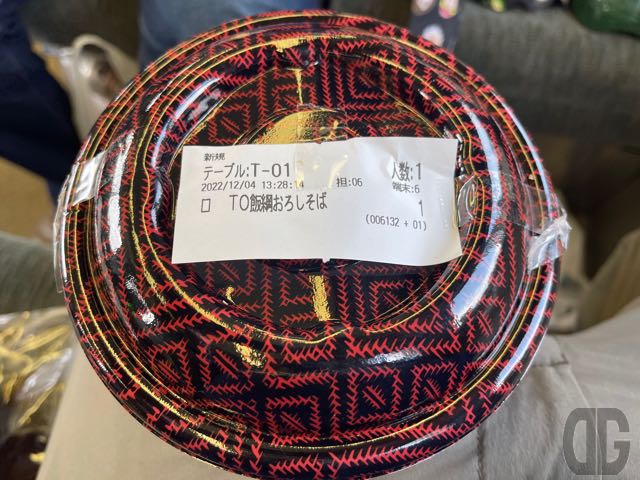 新規
テーブル:T-01 人数:1
2022/12/04 13:28:14 担:06 端末:6
□ TO飯綱おろしそば 1
(006132 + 01)
DG